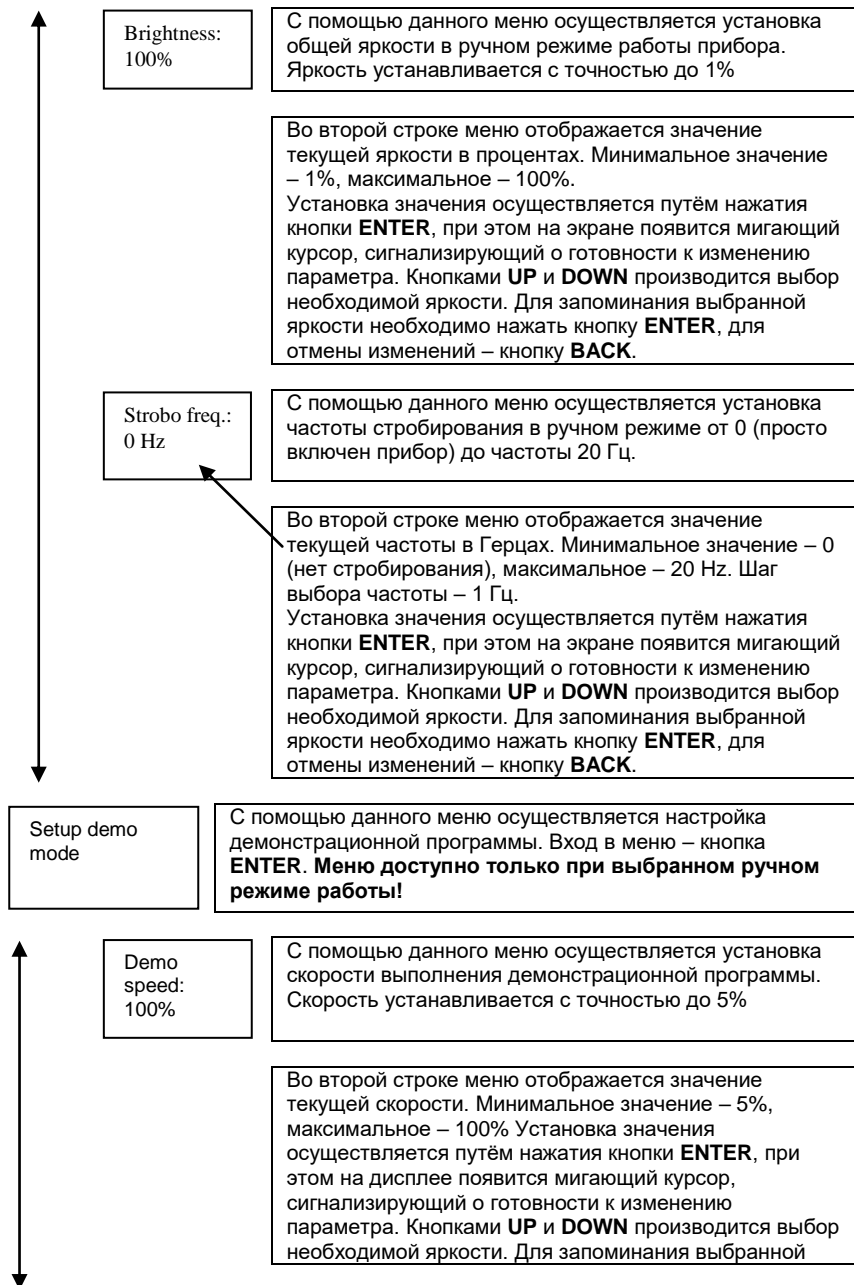 Brightness:
100%
С помощью данного меню осуществляется установка
общей яркости в ручном режиме работы прибора.
Яркость устанавливается с точностью до 1%
Во второй строке меню отображается значение
текущей яркости в процентах. Минимальное значение
– 1%, максимальное – 100%.
Установка значения осуществляется путём нажатия
кнопки ENTER, при этом на экране появится мигающий
курсор, сигнализирующий о готовности к изменению
параметра. Кнопками UP и DOWN производится выбор
необходимой яркости. Для запоминания выбранной
яркости необходимо нажать кнопку ENTER, для
отмены изменений – кнопку BACK.
Strobo freq.:
0 Hz
С помощью данного меню осуществляется установка
частоты стробирования в ручном режиме от 0 (просто
включен прибор) до частоты 20 Гц.
Во второй строке меню отображается значение
текущей частоты в Герцах. Минимальное значение – 0
(нет стробирования), максимальное – 20 Hz. Шаг
выбора частоты – 1 Гц.
Установка значения осуществляется путём нажатия
кнопки ENTER, при этом на экране появится мигающий
курсор, сигнализирующий о готовности к изменению
параметра. Кнопками UP и DOWN производится выбор
необходимой яркости. Для запоминания выбранной
яркости необходимо нажать кнопку ENTER, для
отмены изменений – кнопку BACK.
Setup demo
mode
С помощью данного меню осуществляется настройка
демонстрационной программы. Вход в меню – кнопка
ENTER. Меню доступно только при выбранном ручном
режиме работы!
Demo
speed:
100%
С помощью данного меню осуществляется установка
скорости выполнения демонстрационной программы.
Скорость устанавливается с точностью до 5%
Во второй строке меню отображается значение
текущей скорости. Минимальное значение – 5%,
максимальное – 100% Установка значения
осуществляется путём нажатия кнопки ENTER, при
этом на дисплее появится мигающий курсор,
сигнализирующий о готовности к изменению
параметра. Кнопками UP и DOWN производится выбор
необходимой яркости. Для запоминания выбранной